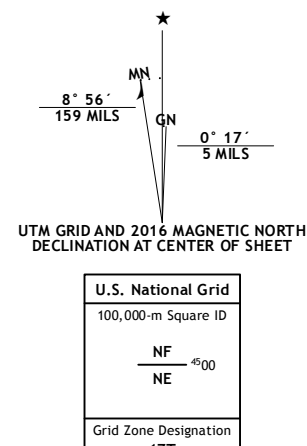 ★
MN
8° 56´
159 MILS
GN
0° 17´
5 MILS
UTM GRID AND 2016 MAGNETIC NORTH
DECLINATION AT CENTER OF SHEET
U.S. National Grid
100,000-m Square ID
NF
4500
NE
Grid Zone Designation
17T